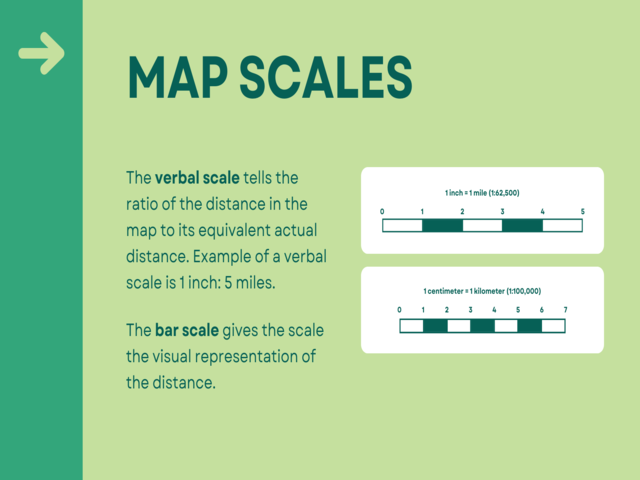 MAP SCALES
The verbal scale tells the
ratio of the distance in the
map to its equivalent actual
distance. Example of a verbal
scale is 1 inch: 5 miles.
The bar scale gives the scale
the visual representation of
the distance.
1 inch = 1 mile (1:62,500)
0 1 2 3 4 5
1 centimeter = 1 kilometer (1:100,000)
0 1 2 3 4 5 6 7